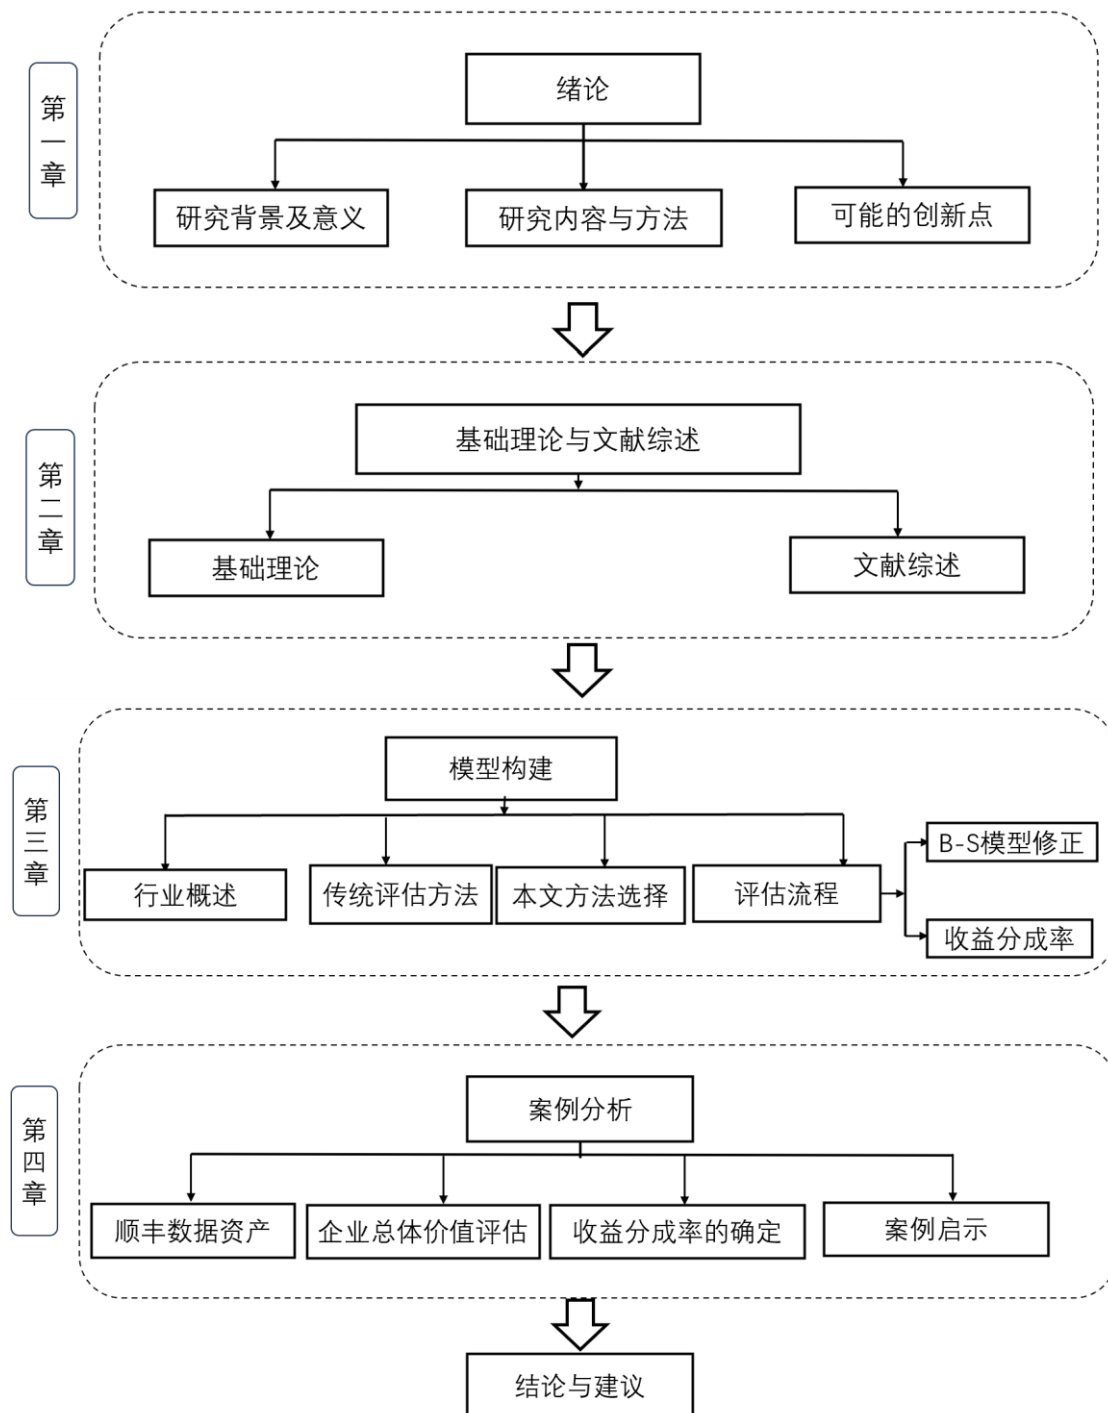 第一章
绪论
研究背景及意义
研究内容与方法
可能的创新点
第二章
基础理论与文献综述
基础理论
文献综述
第三章
模型构建
行业概述
传统评估方法
本文方法选择
评估流程
B-S模型修正
收益分成率
第四章
案例分析
顺丰数据资产
企业总体价值评估
收益分成率的确定
案例启示
结论与建议